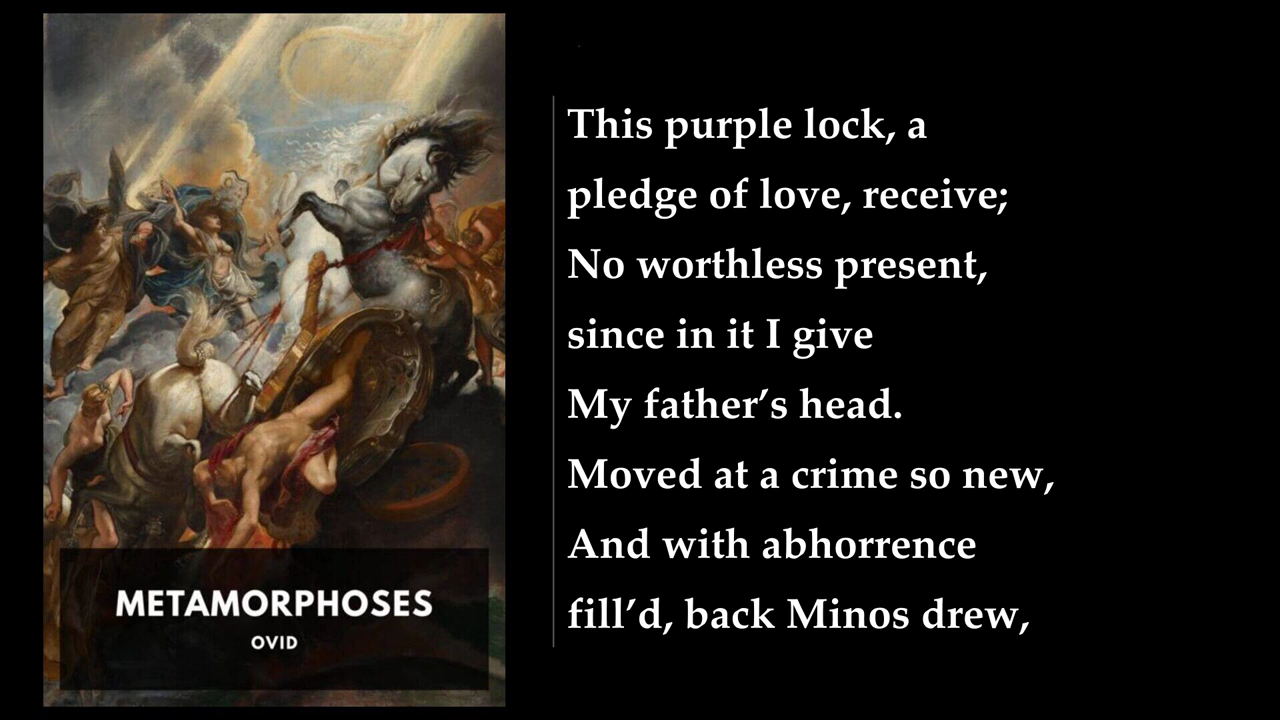 METAMORPHOSES
OVID
This purple lock, a
pledge of love, receive;
No worthless present,
since in it I give
My father’s head.
Moved at a crime so new,
And with abhorrence
fill’d, back Minos drew,